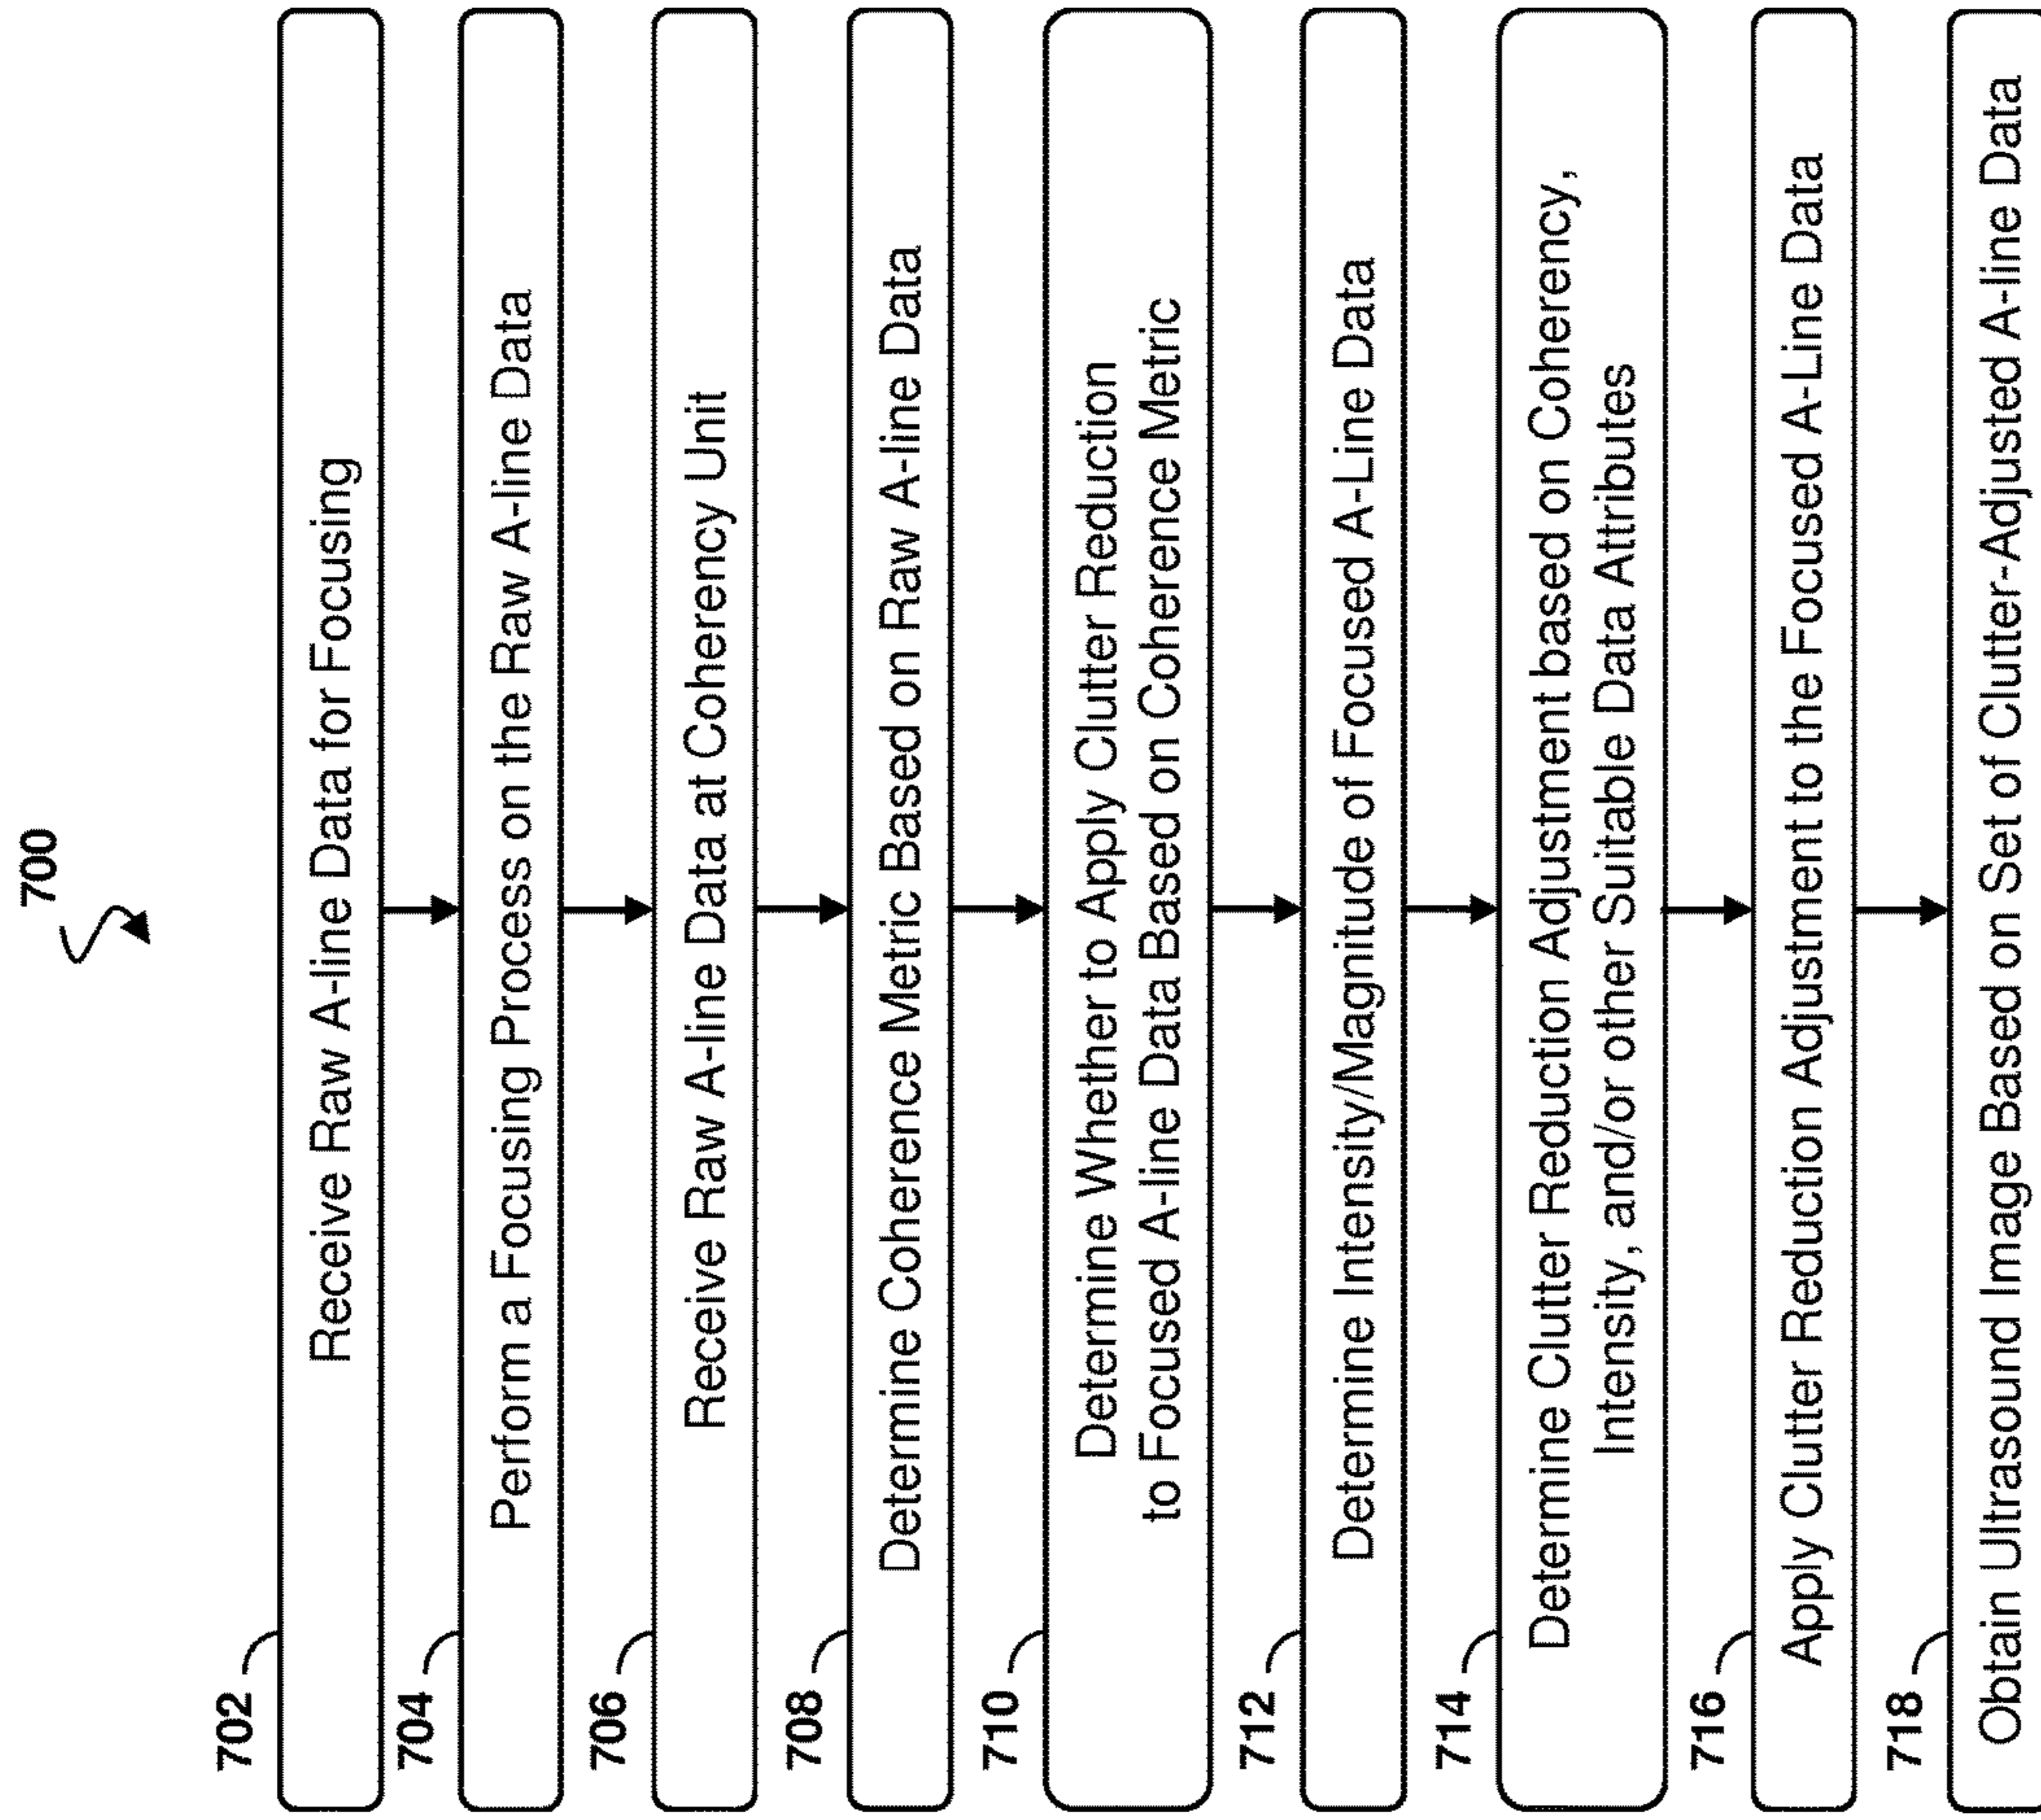 700
702
Receive Raw A-line Data for Focusing
704
Perform a Focusing Process on the Raw A-line Data
706
Receive Raw A-line Data at Coherency Unit
708
Determine Coherence Metric Based on Raw A-line Data
710
Determine Whether to Apply Clutter Reduction
to Focused A-line Data Based on Coherence Metric
712
Determine Intensity/Magnitude of Focused A-Line Data
714
Determine Clutter Reduction Adjustment based on Coherency,
Intensity, and/or other Suitable Data Attributes
716
Apply Clutter Reduction Adjustment to the Focused A-Line Data
718
Obtain Ultrasound Image Based on Set of Clutter-Adjusted A-line Data